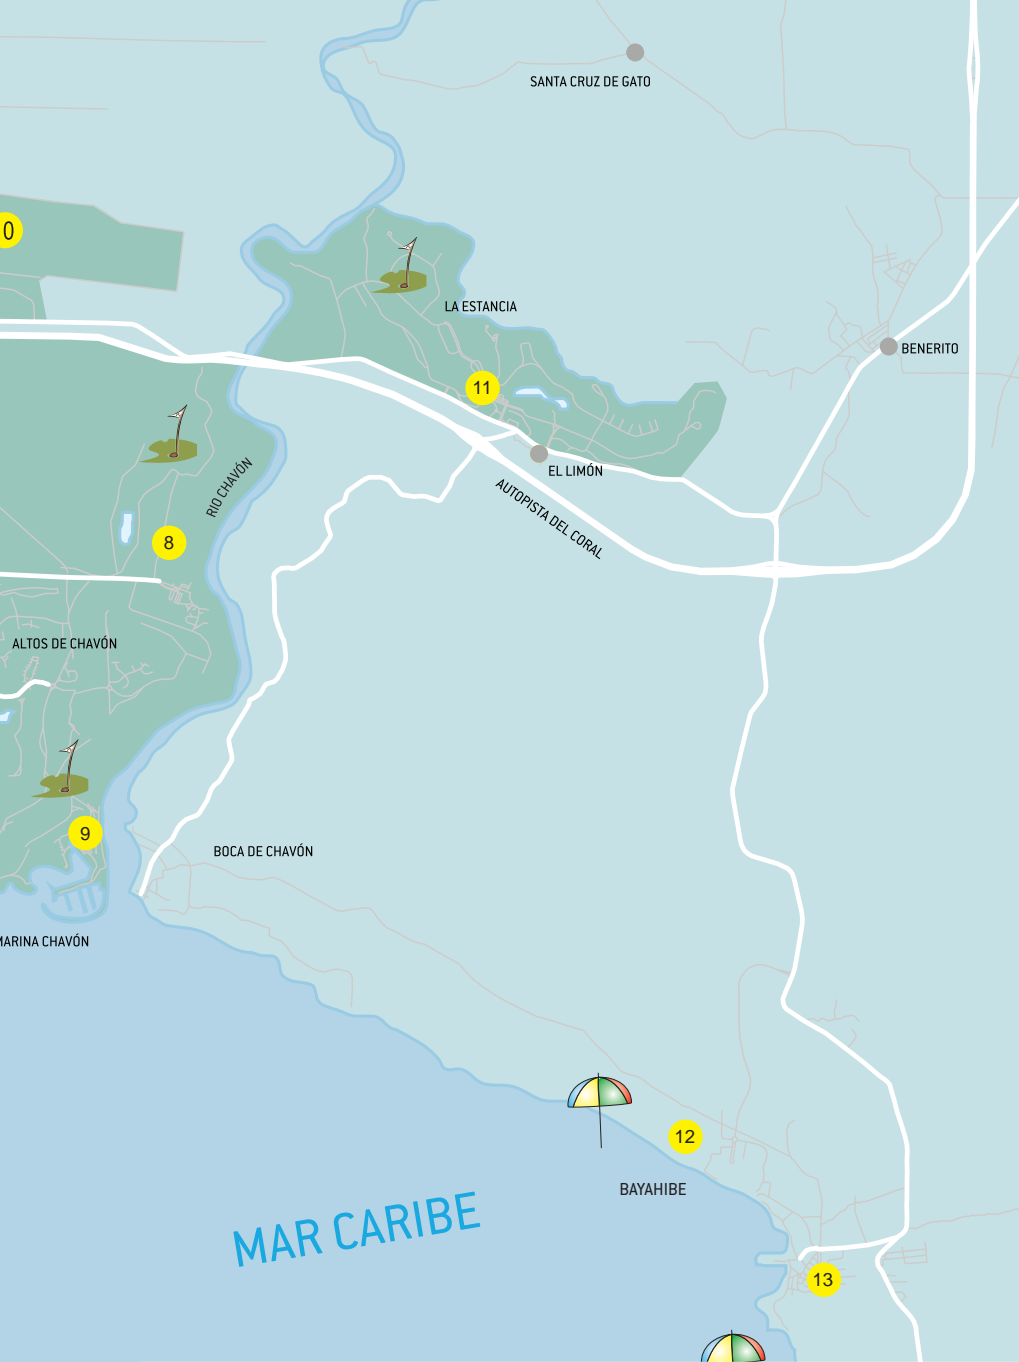 SANTA CRUZ DE GATO
0
LA ESTANCIA
BENERITO
11
EL LIMÓN
RIO CHAVÓN
AUTOPISTA DEL CORAL
8
ALTOS DE CHAVÓN
9
BOCA DE CHAVÓN
MARINA CHAVÓN
12
BAYAHIBE
MAR CARIBE
13